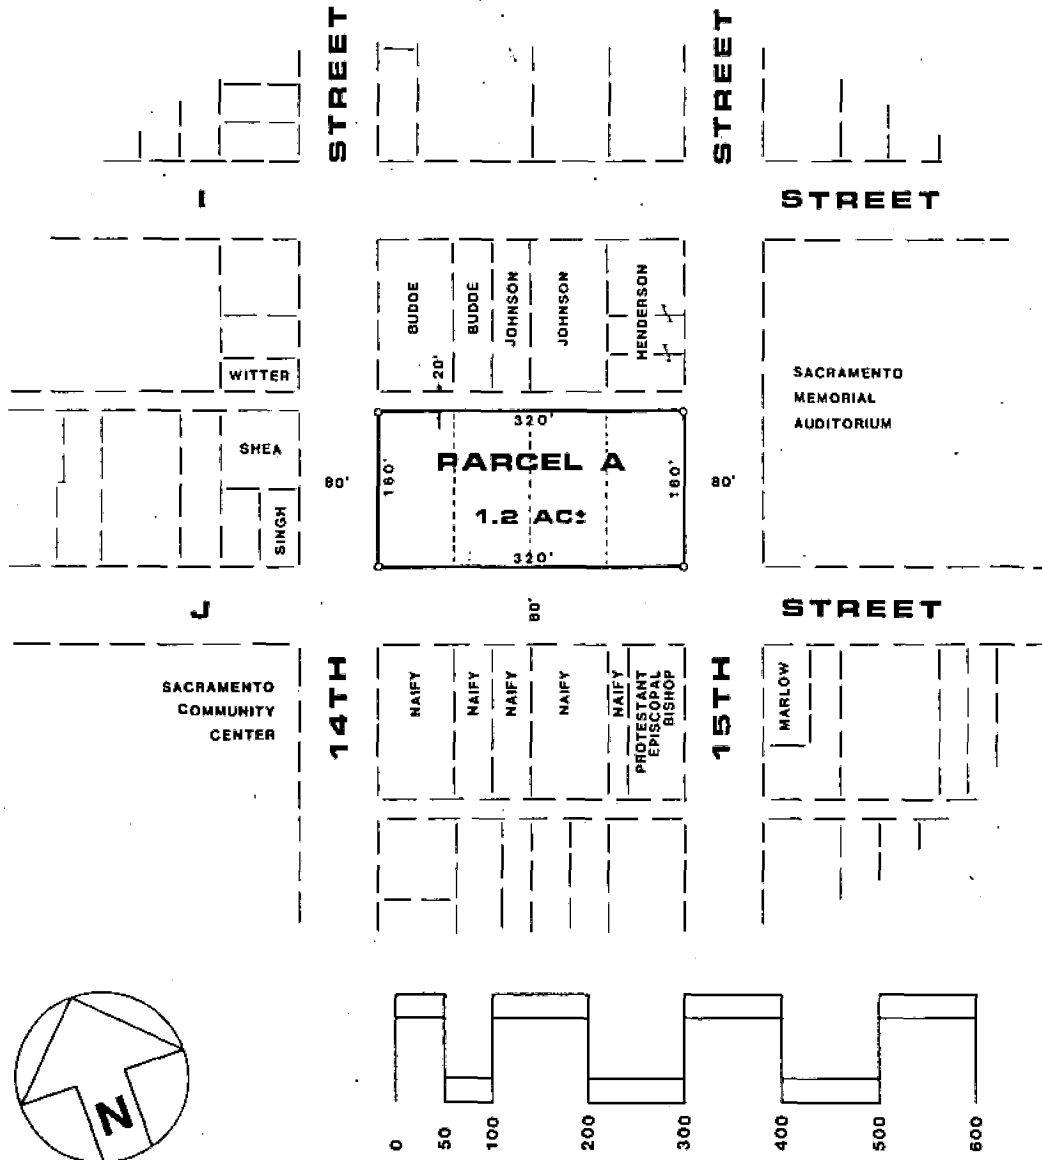 STREET
STREET
I
STREET
BUDDE
BUDDE
JOHNSON
JOHNSON
HENDERSON
20'
WITTER
SACRAMENTO
MEMORIAL
AUDITORIUM
SHEA
SINGH
80'
320'
160'
PARCEL A
1.2 AC±
160'
320'
80'
J
80'
STREET
SACRAMENTO
COMMUNITY
CENTER
14TH
NAIFY
NAIFY
NAIFY
NAIFY
NAIFY
PROTESTANT
EPISCOPAL
BISHOP
15TH
MARLOW
N
0
50
100
200
300
400
500
600